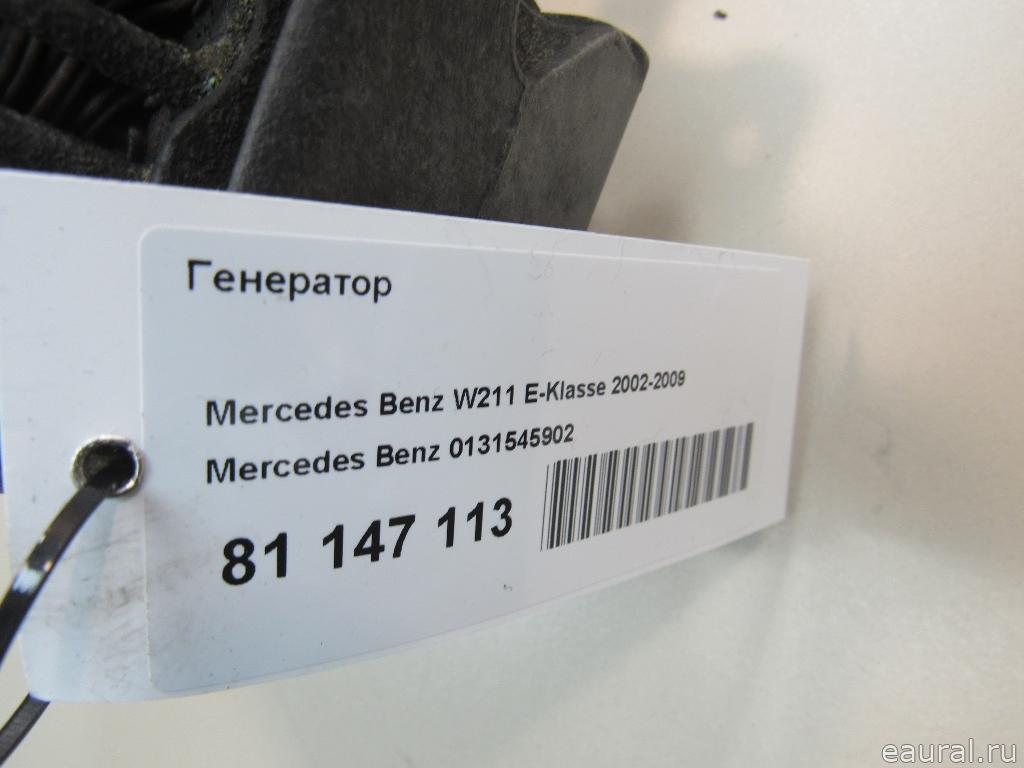 Генератор
Mercedes Benz W211 E-Klasse 2002-2009
Mercedes Benz 0131545902
81 147 113
eaural.ru